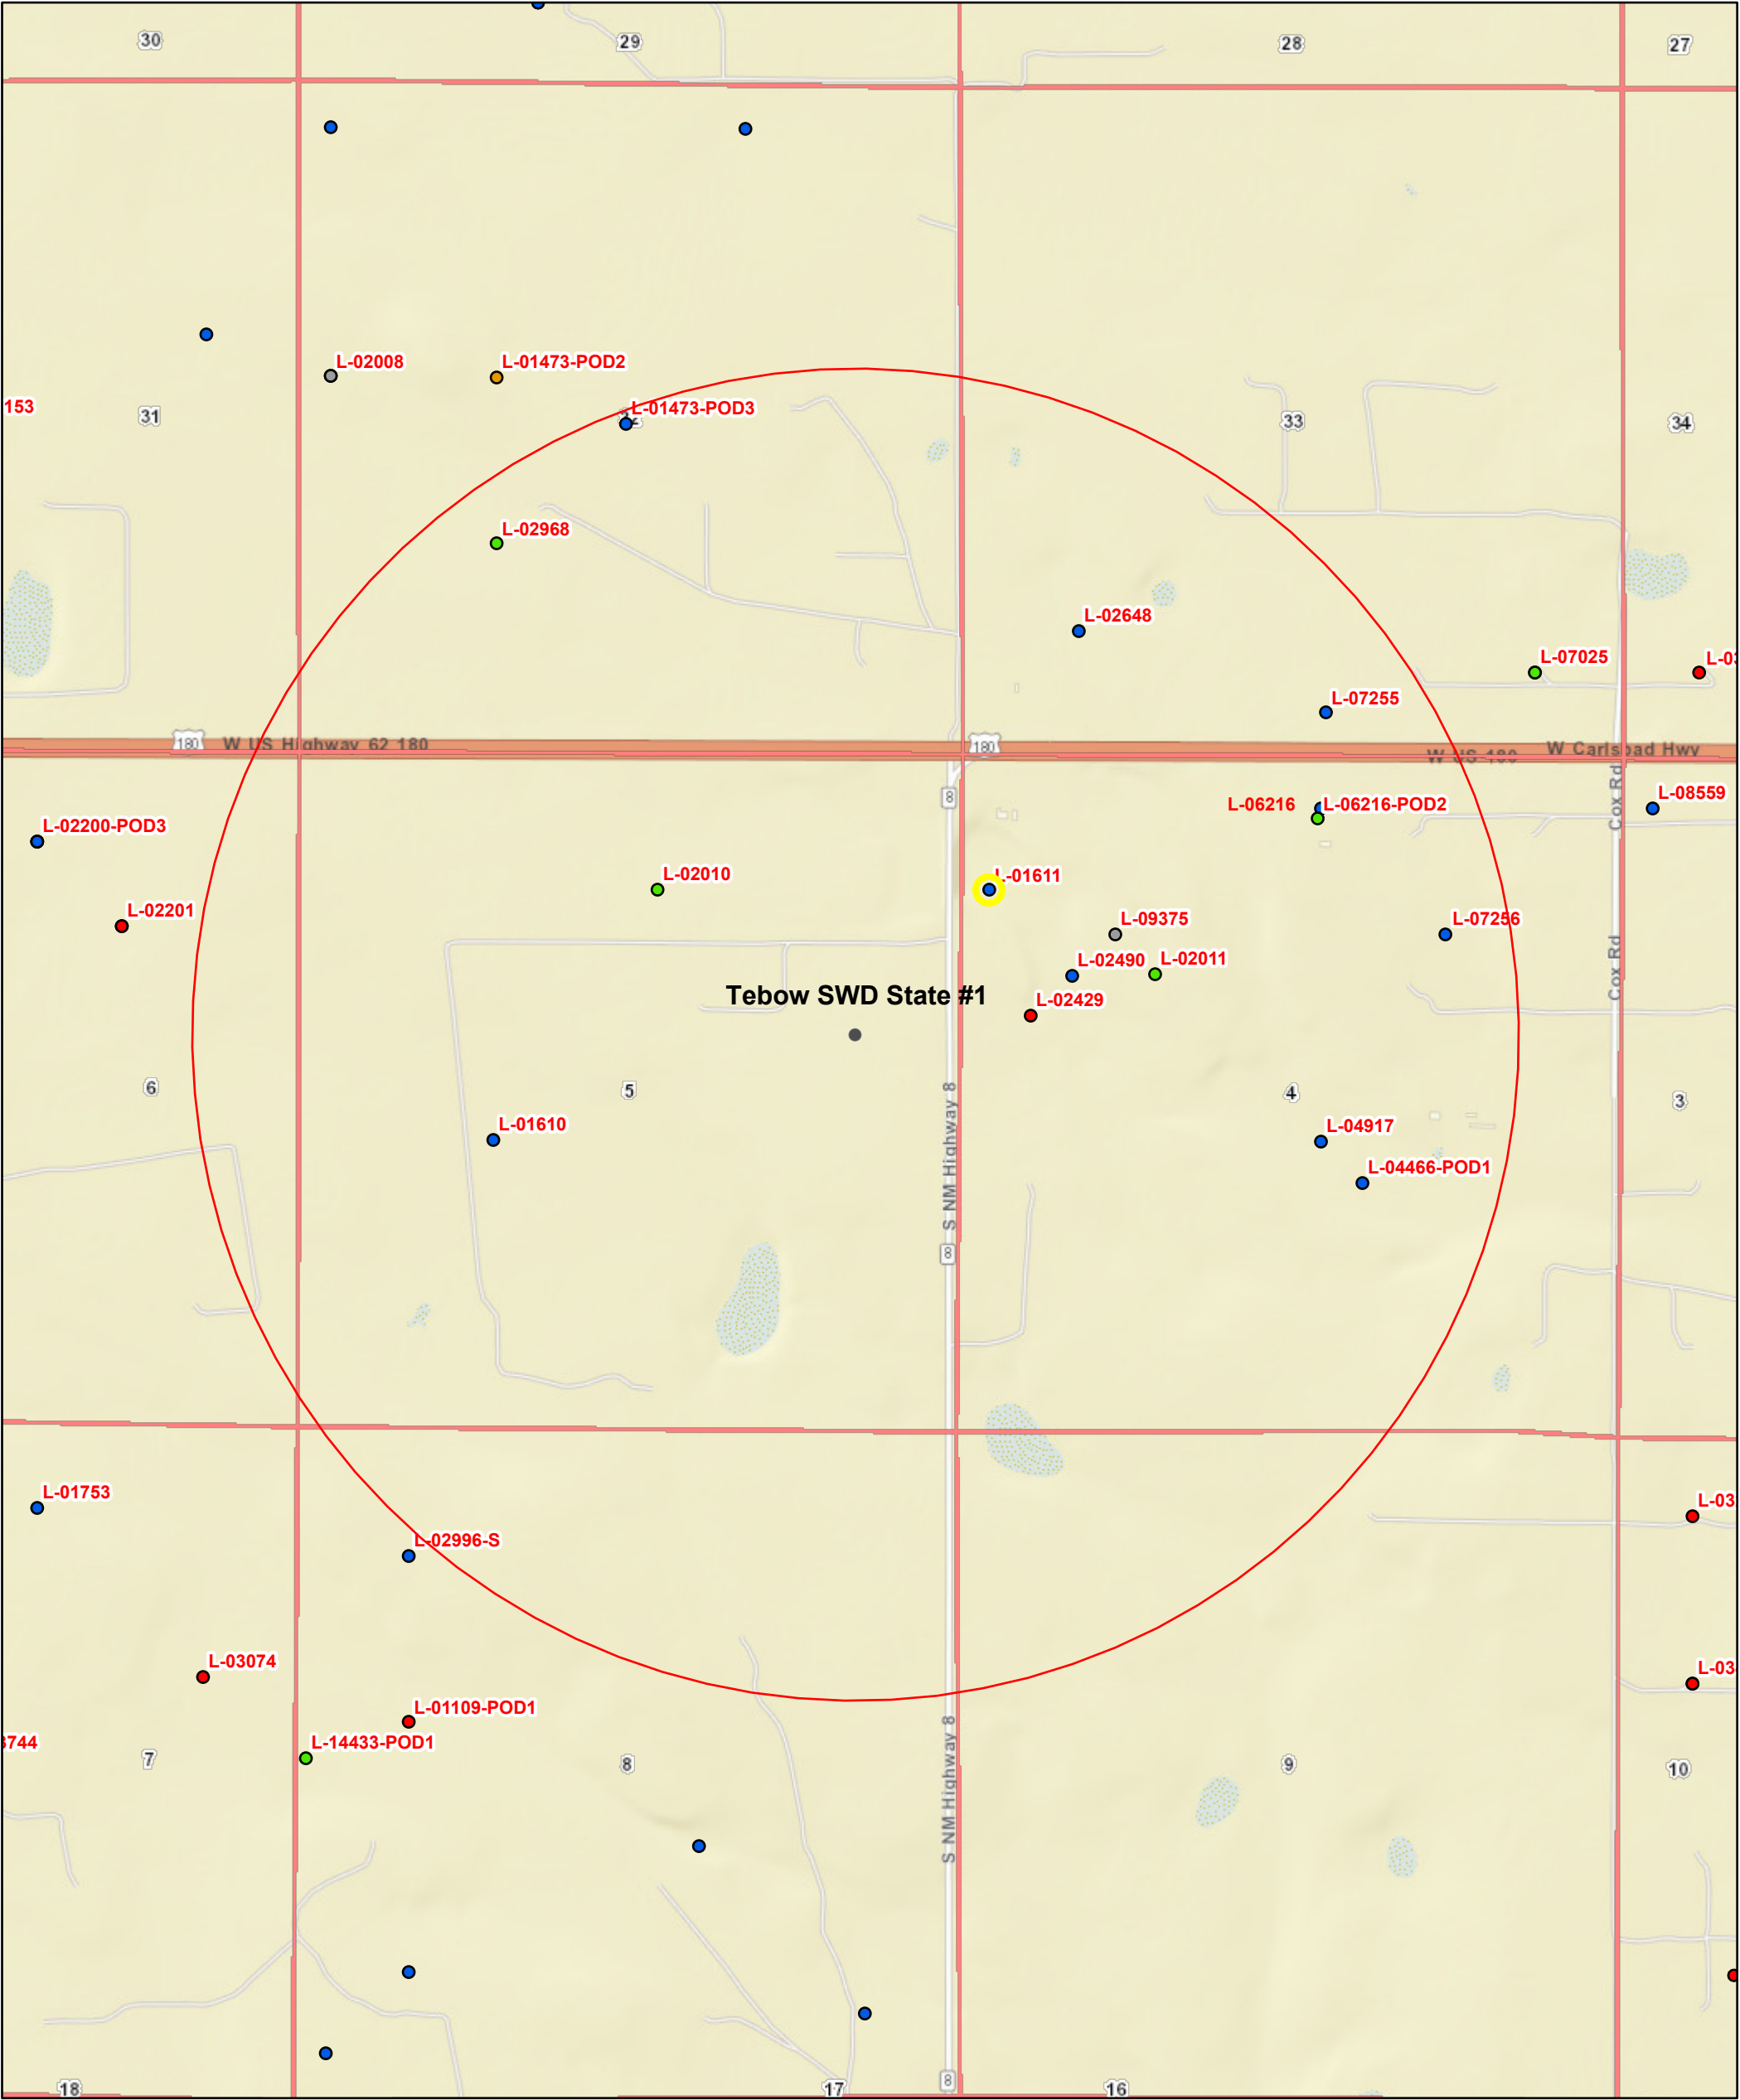 30
29
28
27
L-02008
L-01473-POD2
153
31
L-01473-POD3
33
34
L-02968
L-02648
L-07025
L-03
L-07255
180
W US Highway 62 180
180
W US 180
W Carlsbad Hwy
8
L-06216
L-06216-POD2
L-08559
Cox Rd
L-02200-POD3
L-02010
L-01611
L-02201
L-09375
L-07256
Cox Rd
L-02490
L-02011
Tebow SWD State #1
L-02429
6
5
4
3
S NM Highway 8
L-01610
L-04917
L-04466-POD1
8
L-01753
L-03
L-02996-S
L-03074
L-03
L-01109-POD1
3744
L-14433-POD1
7
8
9
10
S NM Highway 8
18
17
8
16